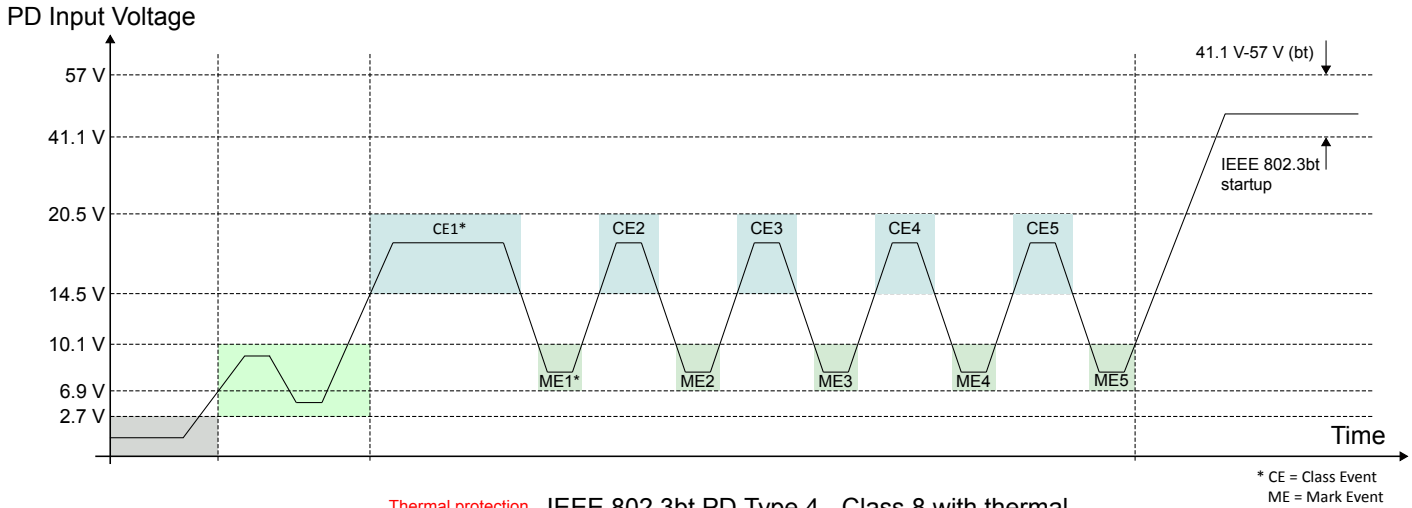 PD Input Voltage
41.1 V-57 V (bt)
57 V
41.1 V
IEEE 802.3bt
startup
20.5 V
CE1*
CE2
CE3
CE4
CE5
14.5 V
10.1 V
ME1*
ME2
ME3
ME4
ME5
6.9 V
2.7 V
Time
* CE = Class Event
ME = Mark Event
Thermal protection IEEE 802.3bt PD Type 4 Class 8 with thermal